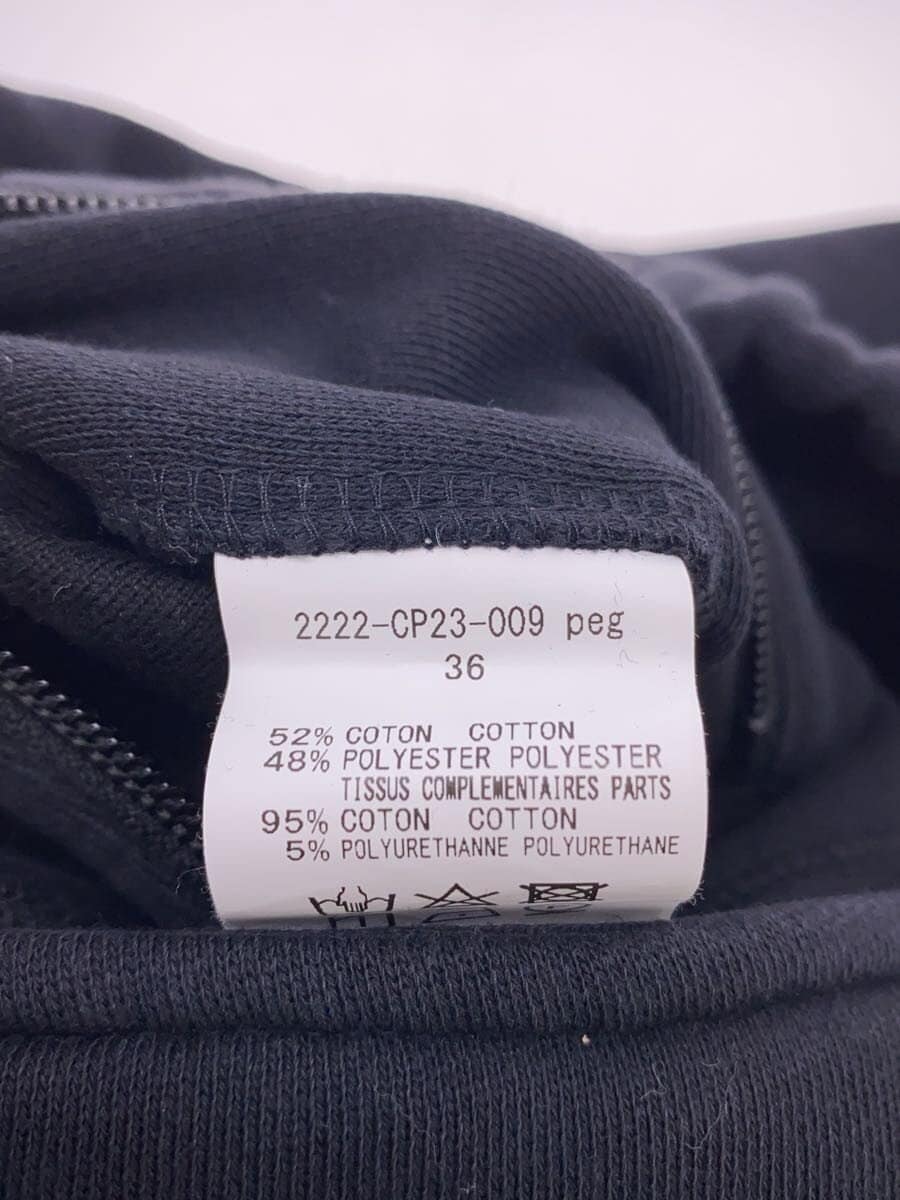 2222-CP23-009 peg
36
52% COTON COTTON
48% POLYESTER POLYESTER
TISSUS COMPLEMENTAIRES PARTS
95% COTON COTTON
5% POLYURETHANNE POLYURETHANE